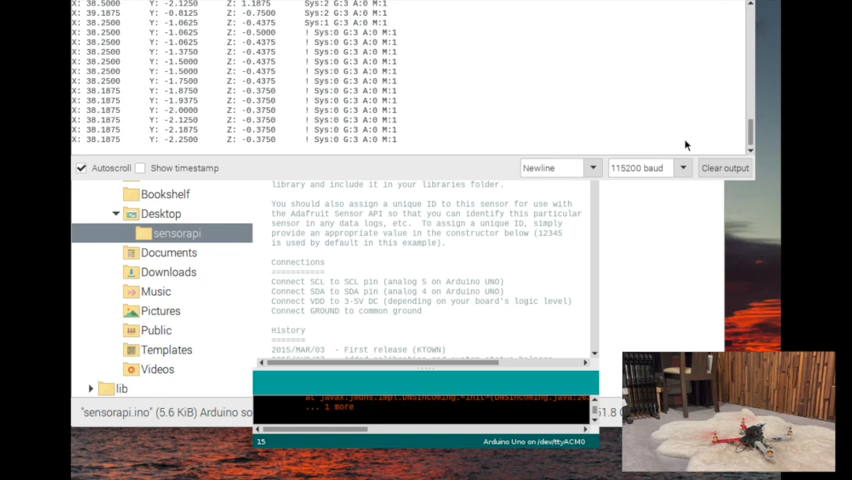 X: 38.5000 Y: -2.1250 Z: 1.1875 Sys:2 G:3 A:0 M:1
X: 39.1875 Y: -0.8125 Z: -0.7500 Sys:2 G:3 A:0 M:1
X: 38.2500 Y: -1.0625 Z: -0.4375 Sys:1 G:3 A:0 M:1
X: 38.2500 Y: -1.0625 Z: -0.5000 ! Sys:0 G:3 A:0 M:1
X: 38.2500 Y: -1.0625 Z: -0.4375 ! Sys:0 G:3 A:0 M:1
X: 38.2500 Y: -1.3750 Z: -0.4375 ! Sys:0 G:3 A:0 M:1
X: 38.2500 Y: -1.5000 Z: -0.4375 ! Sys:0 G:3 A:0 M:1
X: 38.2500 Y: -1.5000 Z: -0.4375 ! Sys:0 G:3 A:0 M:1
X: 38.2500 Y: -1.7500 Z: -0.4375 ! Sys:0 G:3 A:0 M:1
X: 38.1875 Y: -1.8750 Z: -0.3750 ! Sys:0 G:3 A:0 M:1
X: 38.1875 Y: -1.9375 Z: -0.3750 ! Sys:0 G:3 A:0 M:1
X: 38.1875 Y: -2.0000 Z: -0.3750 ! Sys:0 G:3 A:0 M:1
X: 38.1875 Y: -2.1250 Z: -0.3750 ! Sys:0 G:3 A:0 M:1
X: 38.1875 Y: -2.1875 Z: -0.3750 ! Sys:0 G:3 A:0 M:1
X: 38.1875 Y: -2.2500 Z: -0.3750 ! Sys:0 G:3 A:0 M:1
Autoscroll Show timestamp Newline 115200 baud Clear output
Bookshelf
Desktop
sensorapi
Documents
Downloads
Music
Pictures
Public
Templates
Videos
lib
"sensorapi.ino" (5.6 KiB) Arduino so
library and include it in your libraries folder.
You should also assign a unique ID to this sensor for use with
the Adafruit Sensor API so that you can identify this particular
sensor in any data logs, etc. To assign a unique ID, simply
provide an appropriate value in the constructor below (12345
is used by default in this example).
Connections
===========
Connect SCL to SCL pin (analog 5 on Arduino UNO)
Connect SDA to SDA pin (analog 4 on Arduino UNO)
Connect VDD to 3-5V DC (depending on your board's logic level)
Connect GROUND to common ground
History
=======
2015/MAR/03 - First release (KTOWN)
... 1 more
15 Arduino Uno on /dev/ttyACM0